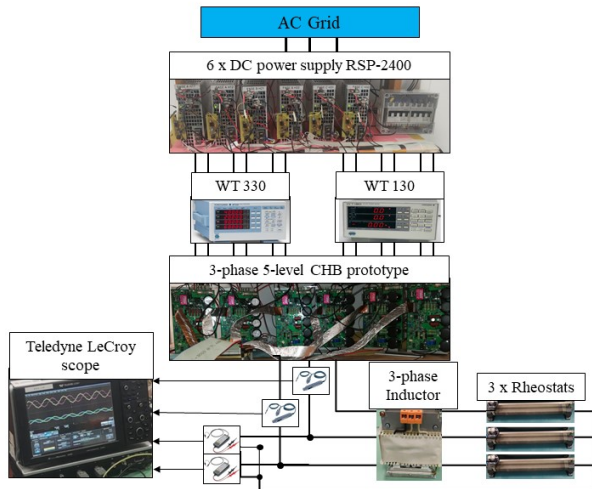 AC Grid
6 x DC power supply RSP-2400
WT 330
WT 130
3-phase 5-level CHB prototype
Teledyne LeCroy
scope
3-phase
Inductor
3 x Rheostats